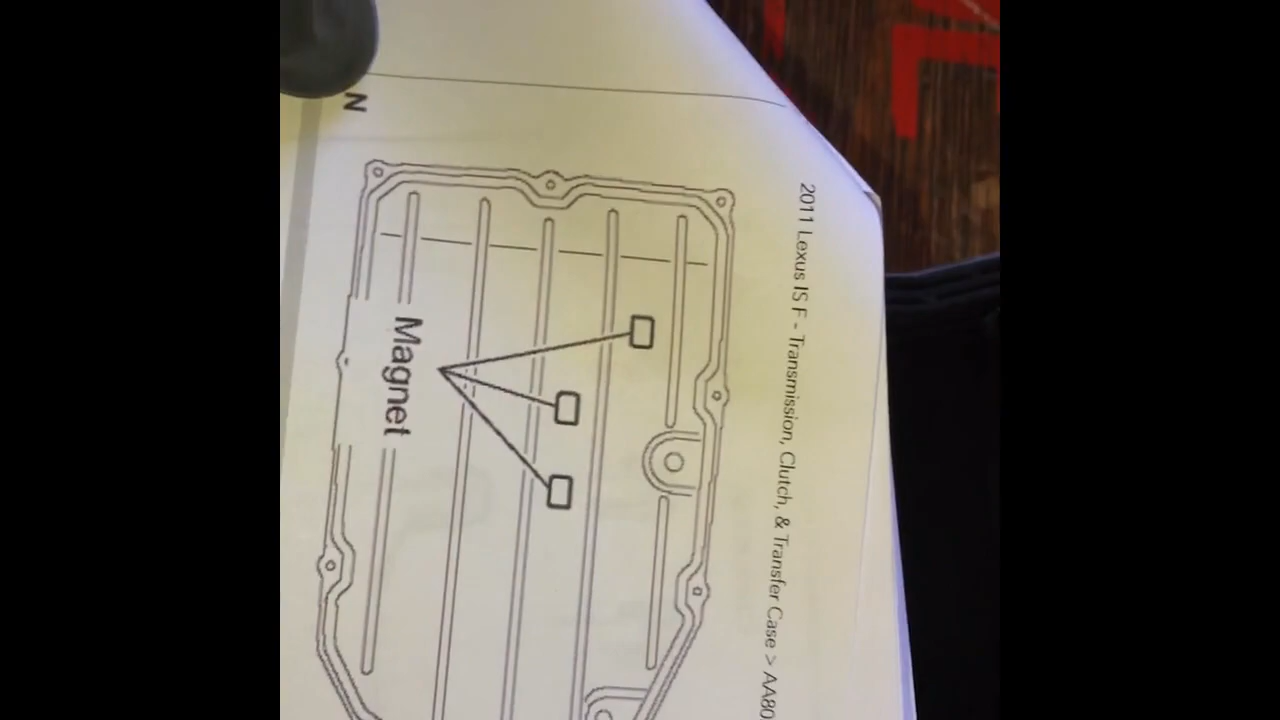 2011 Lexus IS F - Transmission, Clutch, & Transfer Case > AA80
Magnet
N